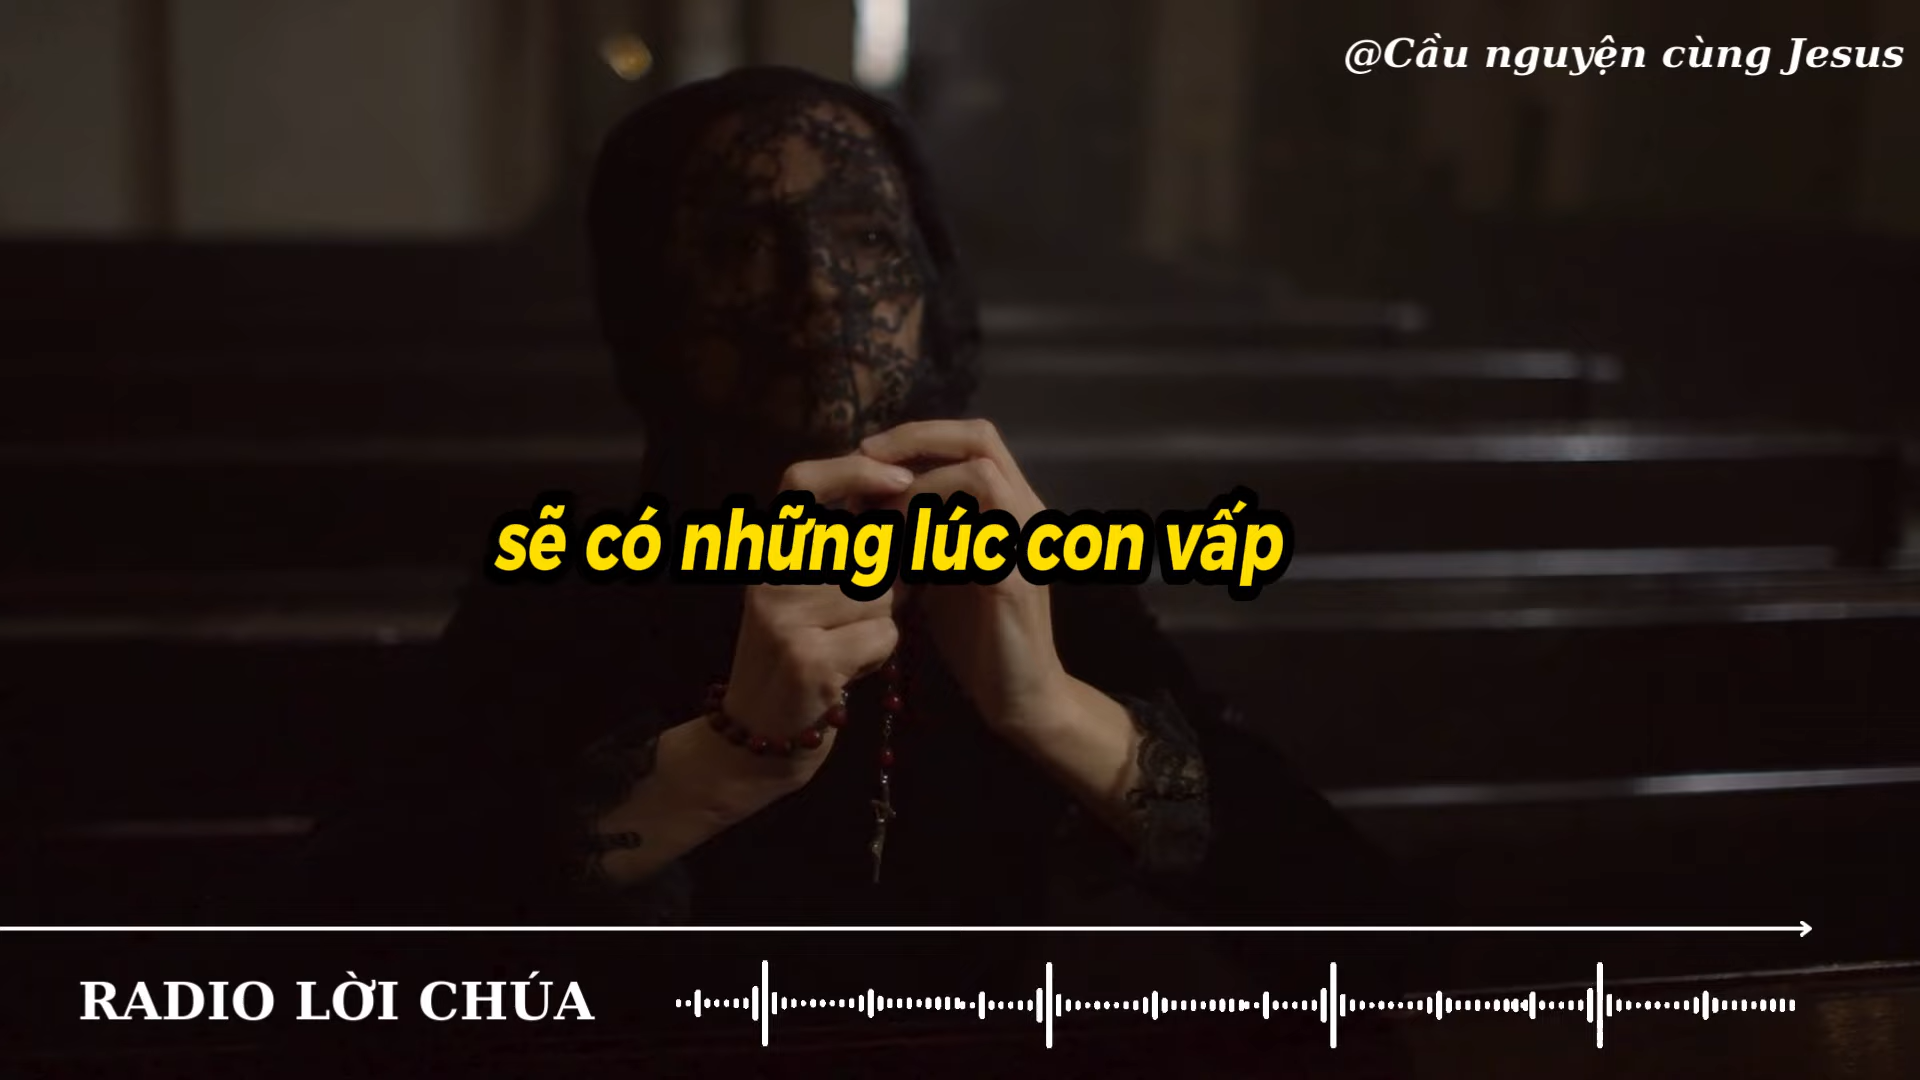 @Cầu nguyện cùng Jesus
sẽ có những lúc con vấp
RADIO LỜI CHÚA